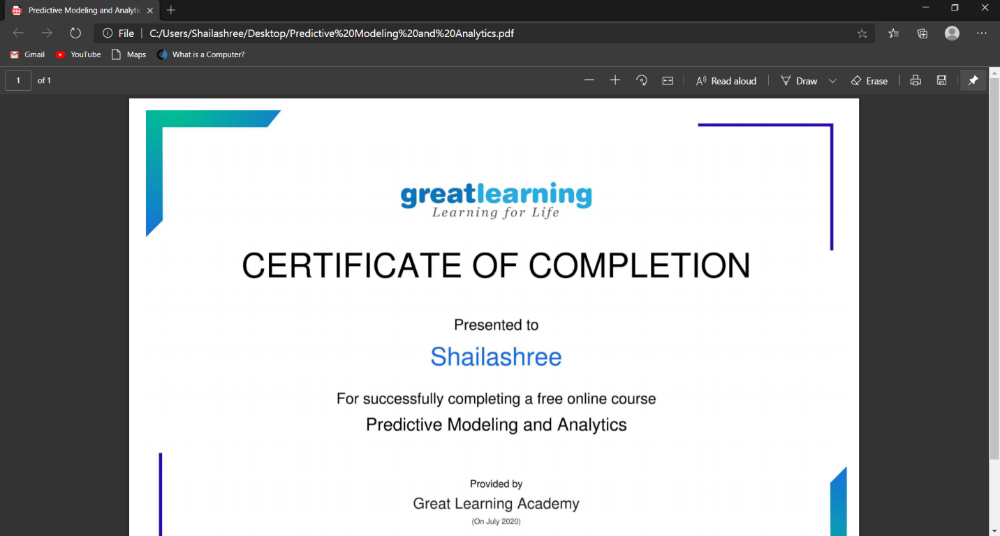 Predictive Modeling and Analytic
File | C:/Users/Shailashree/Desktop/Predictive%20Modeling%20and%20Analytics.pdf
Gmail YouTube Maps What is a Computer?
1 of 1 Read aloud Draw Erase
greatlearning
Learning for Life
CERTIFICATE OF COMPLETION
Presented to
Shailashree
For successfully completing a free online course
Predictive Modeling and Analytics
Provided by
Great Learning Academy
(On July 2020)